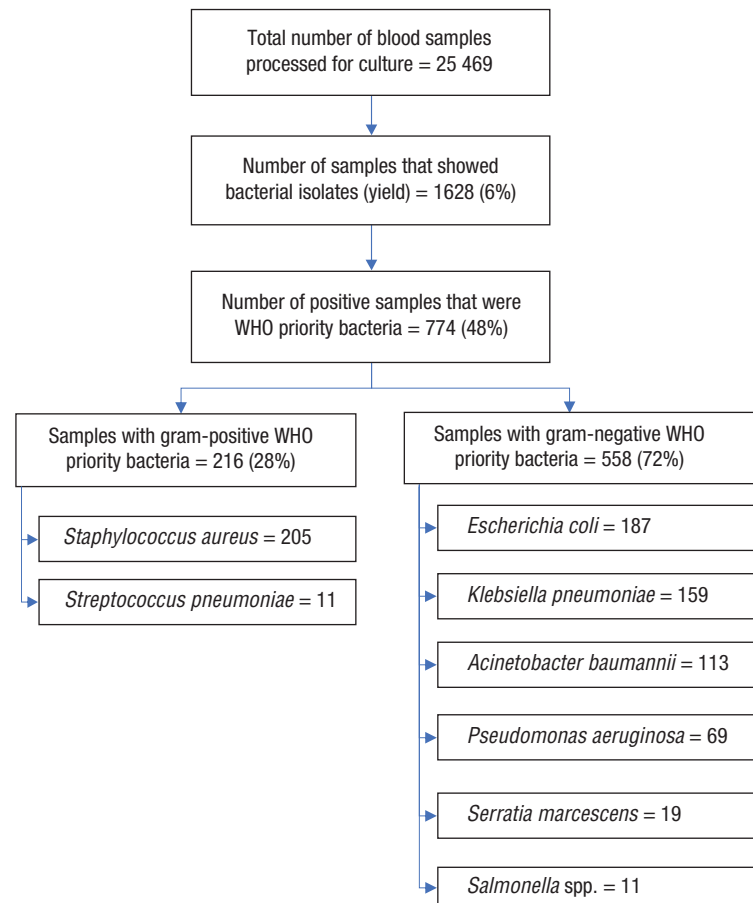 Total number of blood samples
processed for culture = 25 469
Number of samples that showed
bacterial isolates (yield) = 1628 (6%)
Number of positive samples that were
WHO priority bacteria = 774 (48%)
Samples with gram-positive WHO
priority bacteria = 216 (28%)
Staphylococcus aureus = 205
Streptococcus pneumoniae = 11
Samples with gram-negative WHO
priority bacteria = 558 (72%)
Escherichia coli = 187
Klebsiella pneumoniae = 159
Acinetobacter baumannii = 113
Pseudomonas aeruginosa = 69
Serratia marcescens = 19
Salmonella spp. = 11